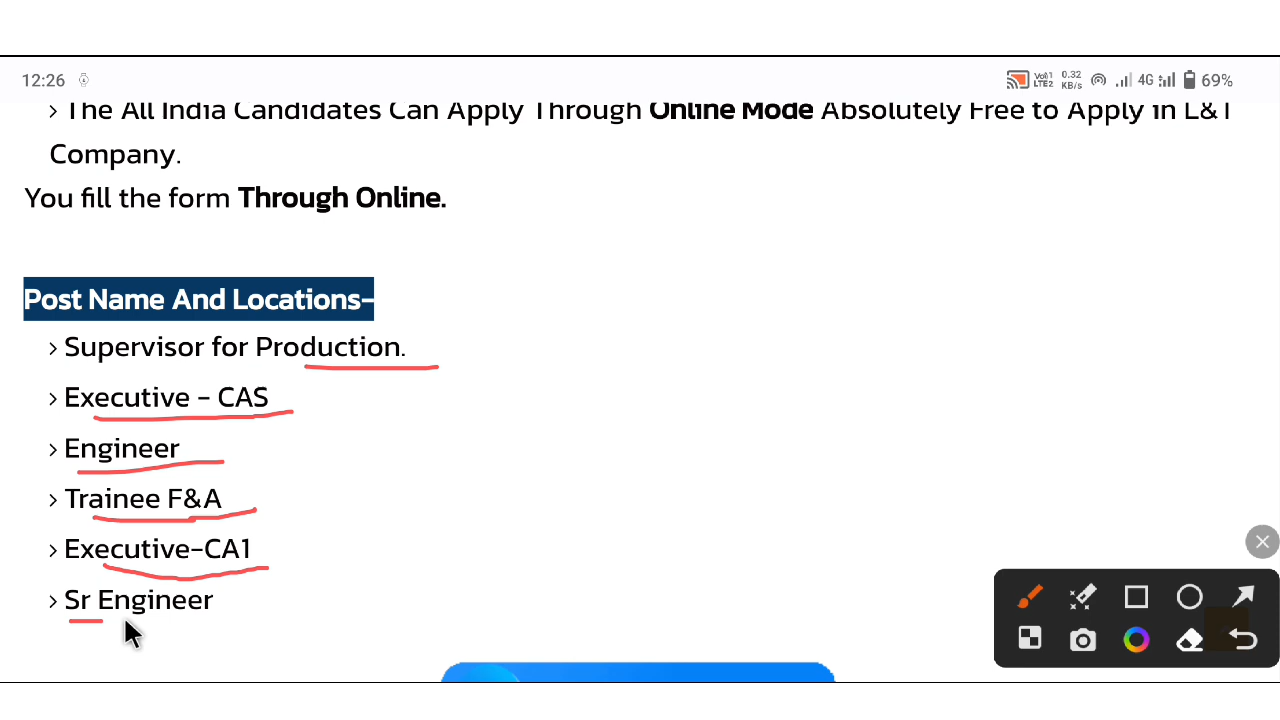 12:26 Vol1 LTE2 0.32 KB/s 4G 69%
› The All India Candidates Can Apply Through Online Mode Absolutely Free to Apply in L&T
Company.
You fill the form Through Online.
Post Name And Locations-
› Supervisor for Production.
› Executive - CAS
› Engineer
› Trainee F&A
› Executive-CA1
› Sr Engineer